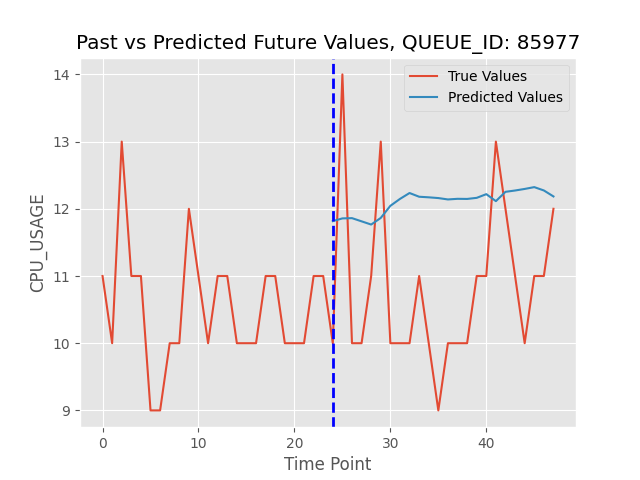 Past vs Predicted Future Values, QUEUE_ID: 85977
True Values
Predicted Values
14
13
12
11
10
9
CPU_USAGE
0
10
20
30
40
Time Point